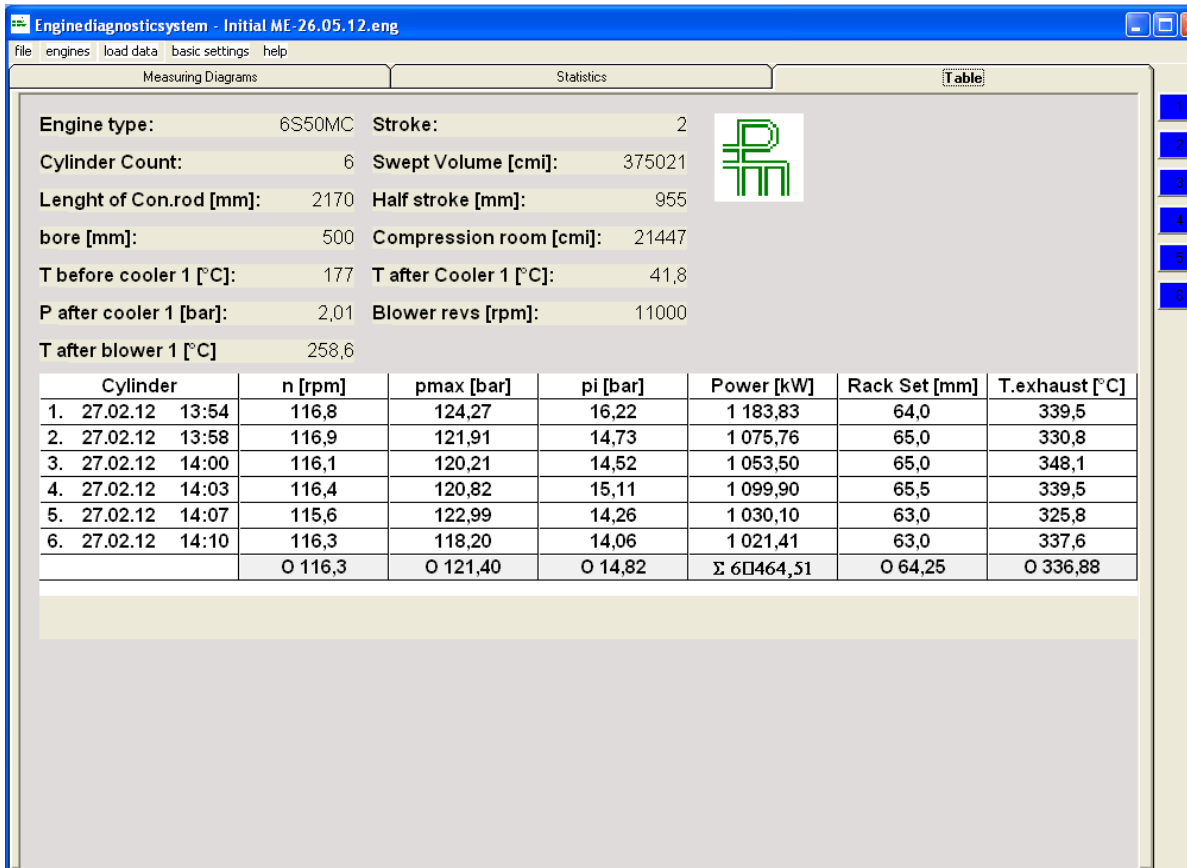 Enginediagnosticsystem - Initial ME-26.05.12.eng
file engines load data basic settings help
Measuring Diagrams Statistics Table
Engine type: 6S50MC Stroke: 2
Cylinder Count: 6 Swept Volume [cmi]: 375021
Lenght of Con.rod [mm]: 2170 Half stroke [mm]: 955
bore [mm]: 500 Compression room [cmi]: 21447
T before cooler 1 [°C]: 177 T after Cooler 1 [°C]: 41,8
P after cooler 1 [bar]: 2,01 Blower revs [rpm]: 11000
T after blower 1 [°C] 258,6
Cylinder n [rpm] pmax [bar] pi [bar] Power [kW] Rack Set [mm] T.exhaust [°C]
1. 27.02.12 13:54 116,8 124,27 16,22 1 183,83 64,0 339,5
2. 27.02.12 13:58 116,9 121,91 14,73 1 075,76 65,0 330,8
3. 27.02.12 14:00 116,1 120,21 14,52 1 053,50 65,0 348,1
4. 27.02.12 14:03 116,4 120,82 15,11 1 099,90 65,5 339,5
5. 27.02.12 14:07 115,6 122,99 14,26 1 030,10 63,0 325,8
6. 27.02.12 14:10 116,3 118,20 14,06 1 021,41 63,0 337,6
O 116,3 O 121,40 O 14,82 Σ 6□464,51 O 64,25 O 336,88
1
2
3
4
5
6